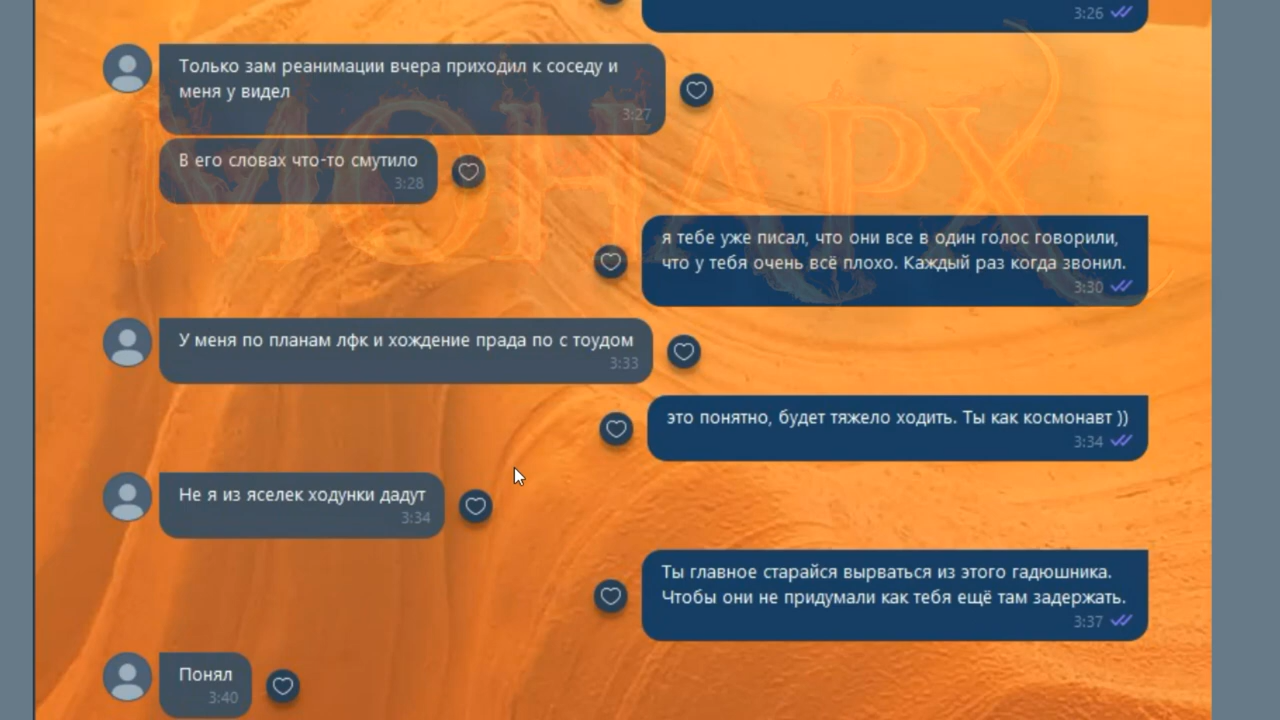 3:26
Только зам реанимации вчера приходил к соседу и
меня у видел
3:27
В его словах что-то смутило
3:28
я тебе уже писал, что они все в один голос говорили,
что у тебя очень всё плохо. Каждый раз когда звонил.
3:30
У меня по планам лфк и хождение прада по с тоудом
3:33
это понятно, будет тяжело ходить. Ты как космонавт ))
3:34
Не я из яселек ходунки дадут
3:34
Ты главное старайся вырваться из этого гадюшника.
Чтобы они не придумали как тебя ещё там задержать.
3:37
Понял
3:40
МОНАРХ